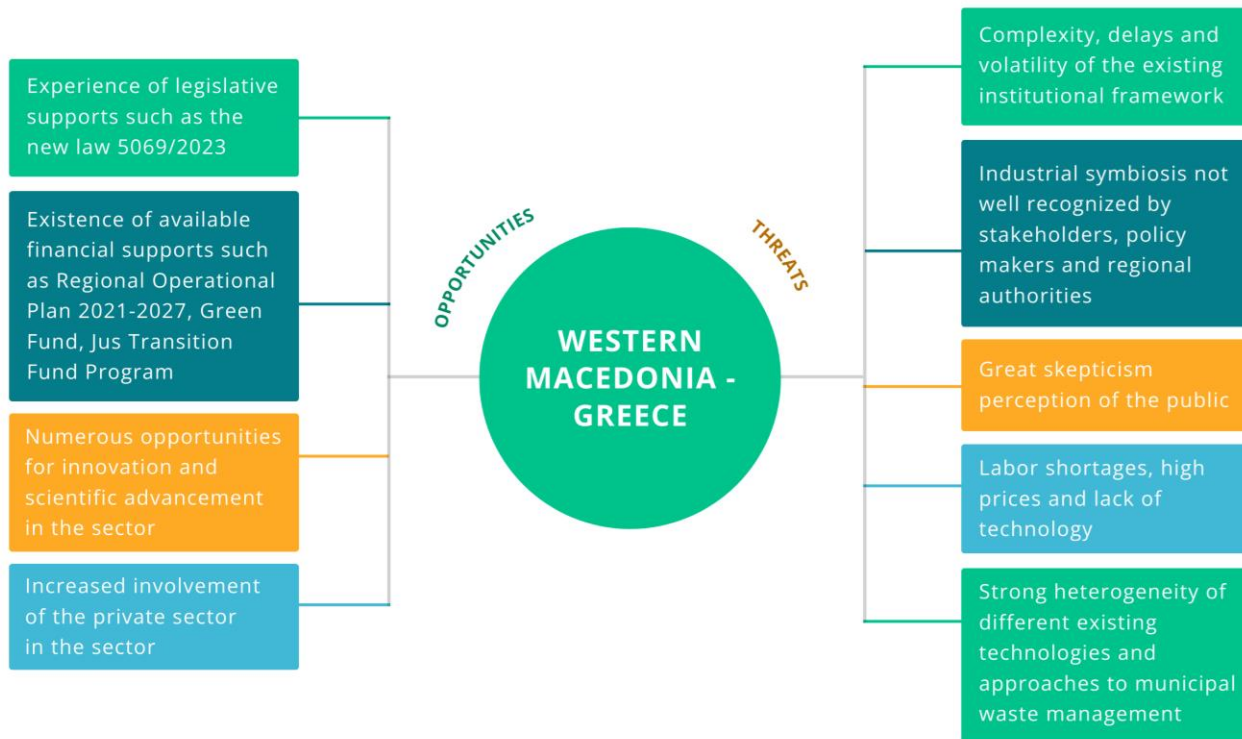 Experience of legislative
supports such as the
new law 5069/2023
Existence of available
financial supports such
as Regional Operational
Plan 2021-2027, Green
Fund, Jus Transition
Fund Program
Numerous opportunities
for innovation and
scientific advancement
in the sector
Increased involvement
of the private sector
in the sector
OPPORTUNITIES
WESTERN
MACEDONIA -
GREECE
THREATS
Complexity, delays and
volatility of the existing
institutional framework
Industrial symbiosis not
well recognized by
stakeholders, policy
makers and regional
authorities
Great skepticism
perception of the public
Labor shortages, high
prices and lack of
technology
Strong heterogeneity of
different existing
technologies and
approaches to municipal
waste management